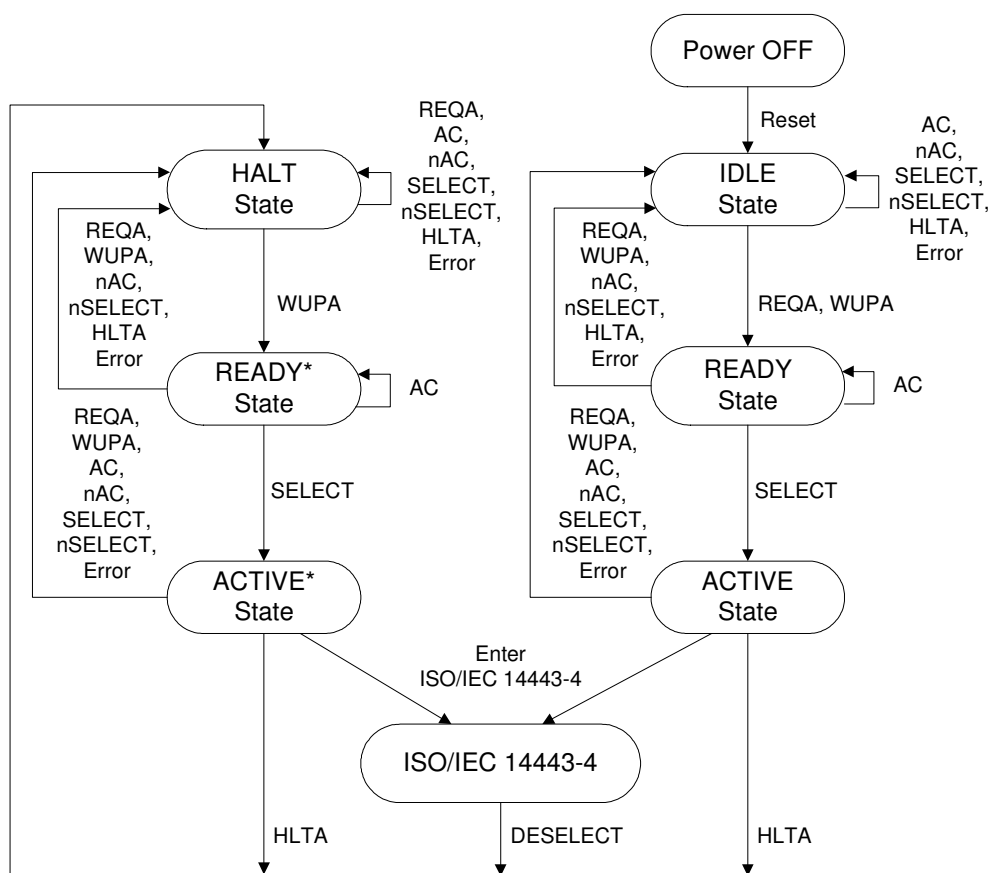 Power OFF
Reset
HALT
State
REQA,
AC,
nAC,
SELECT,
nSELECT,
HLTA,
Error
IDLE
State
AC,
nAC,
SELECT,
nSELECT,
HLTA,
Error
REQA,
WUPA,
nAC,
nSELECT,
HLTA
Error
WUPA
REQA,
WUPA,
nAC,
nSELECT,
HLTA,
Error
REQA, WUPA
READY*
State
AC
READY
State
AC
REQA,
WUPA,
AC,
nAC,
SELECT,
nSELECT,
Error
SELECT
REQA,
WUPA,
AC,
nAC,
SELECT,
nSELECT,
Error
SELECT
ACTIVE*
State
ACTIVE
State
Enter
ISO/IEC 14443-4
ISO/IEC 14443-4
HLTA
DESELECT
HLTA